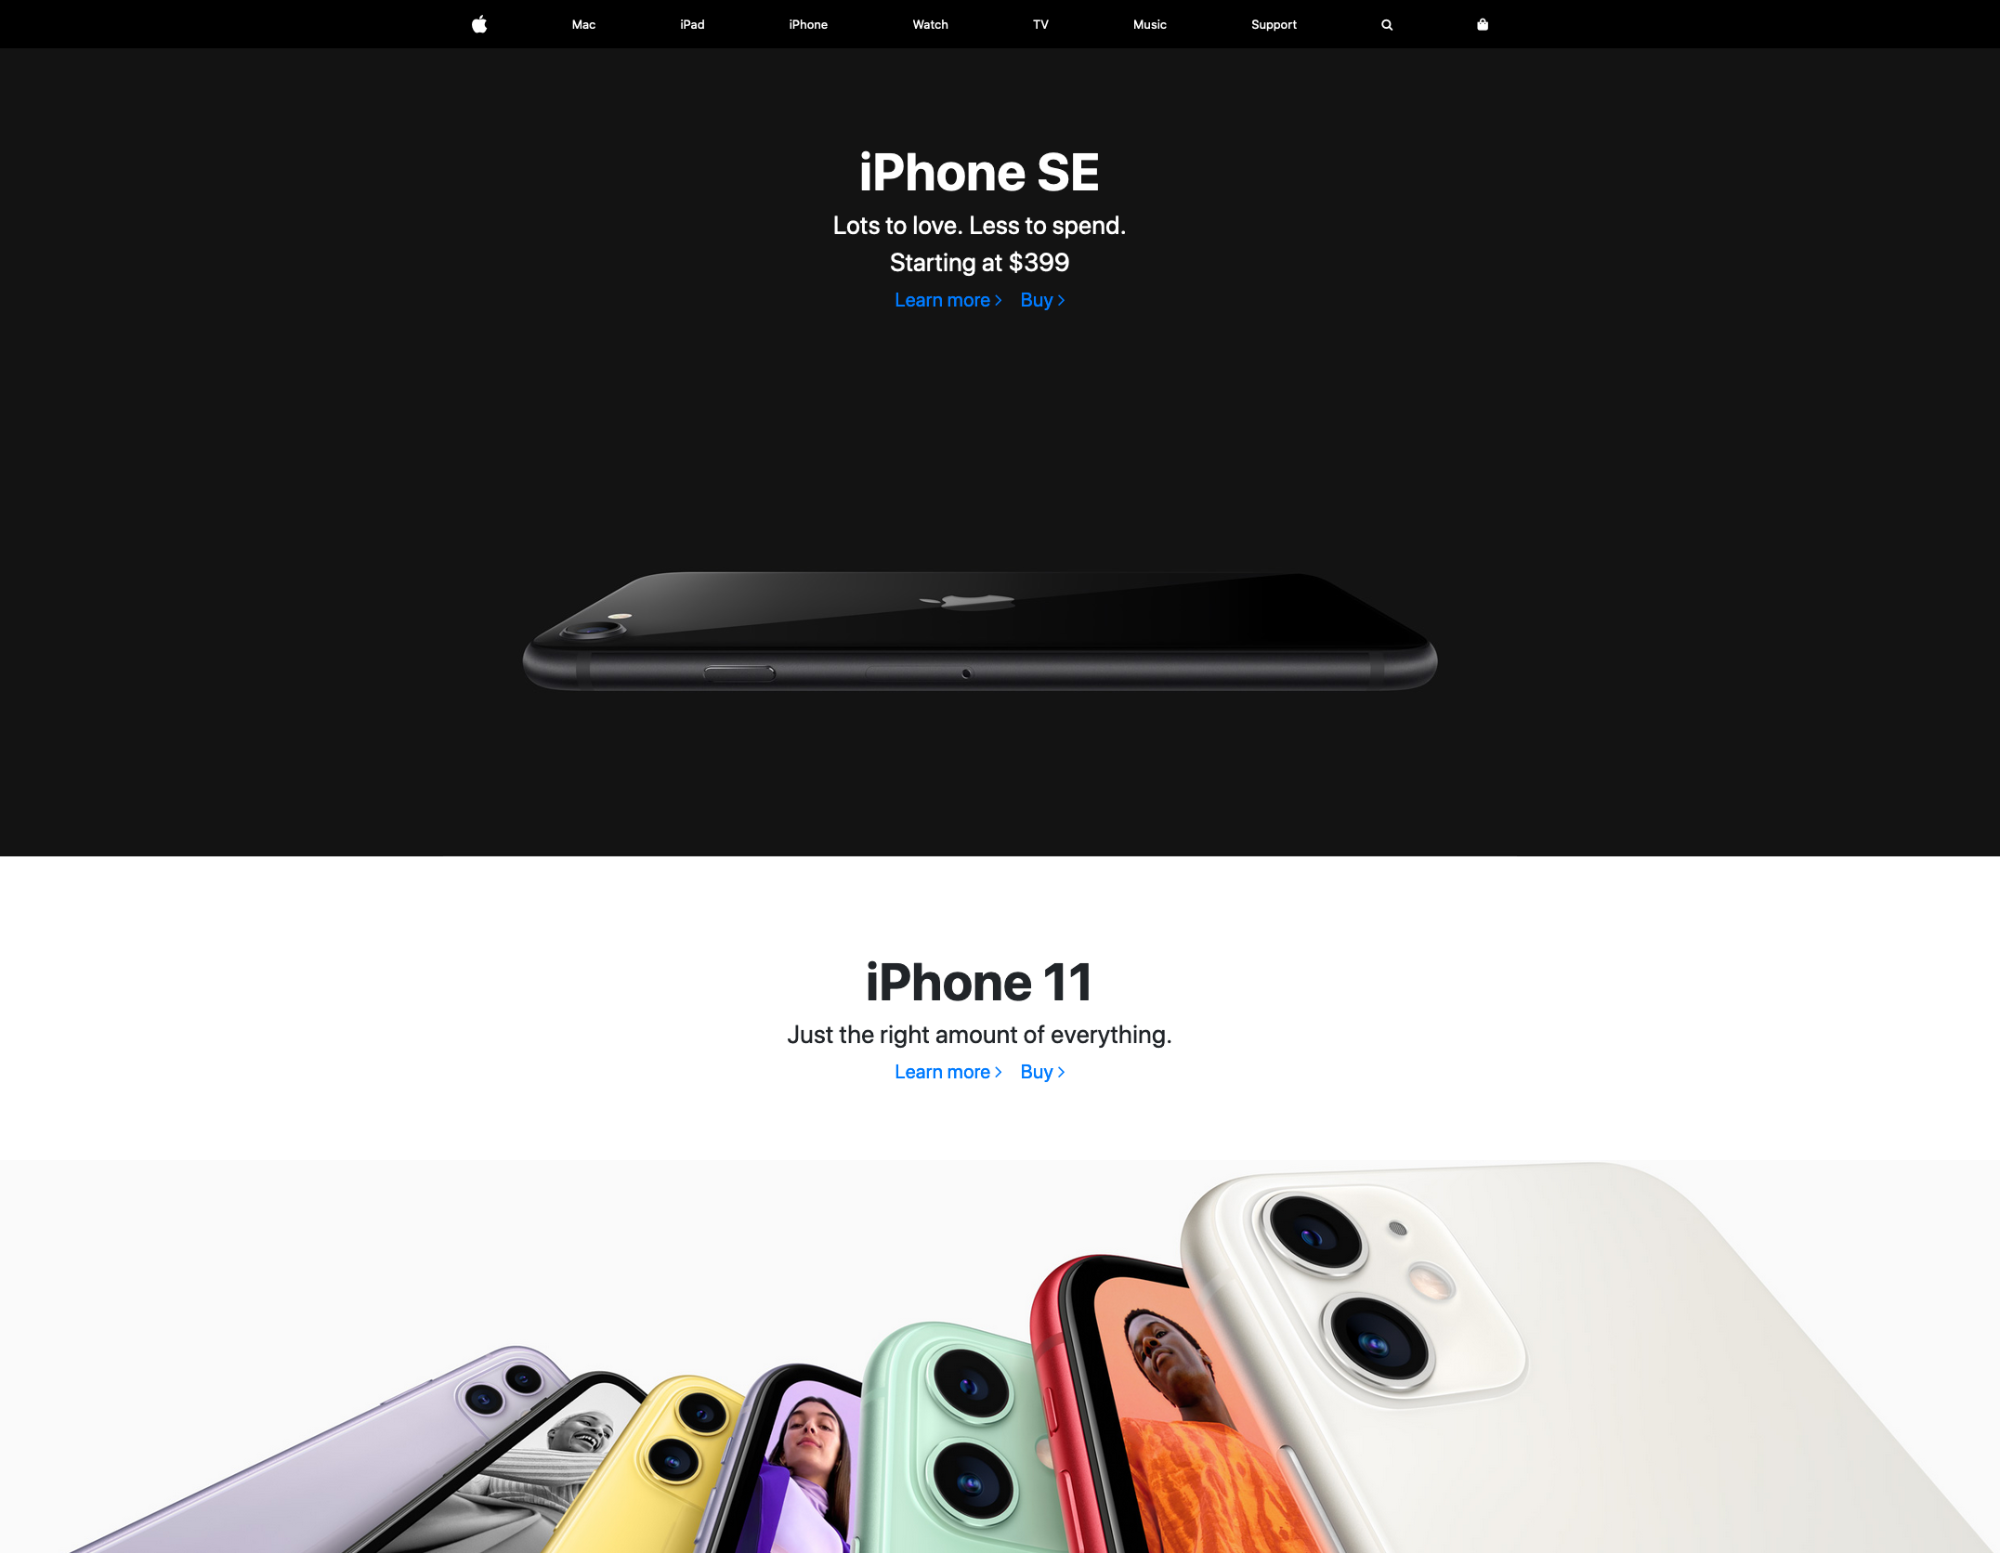 Mac iPad iPhone Watch TV Music Support
iPhone SE
Lots to love. Less to spend.
Starting at $399
Learn more > Buy >
iPhone 11
Just the right amount of everything.
Learn more > Buy >